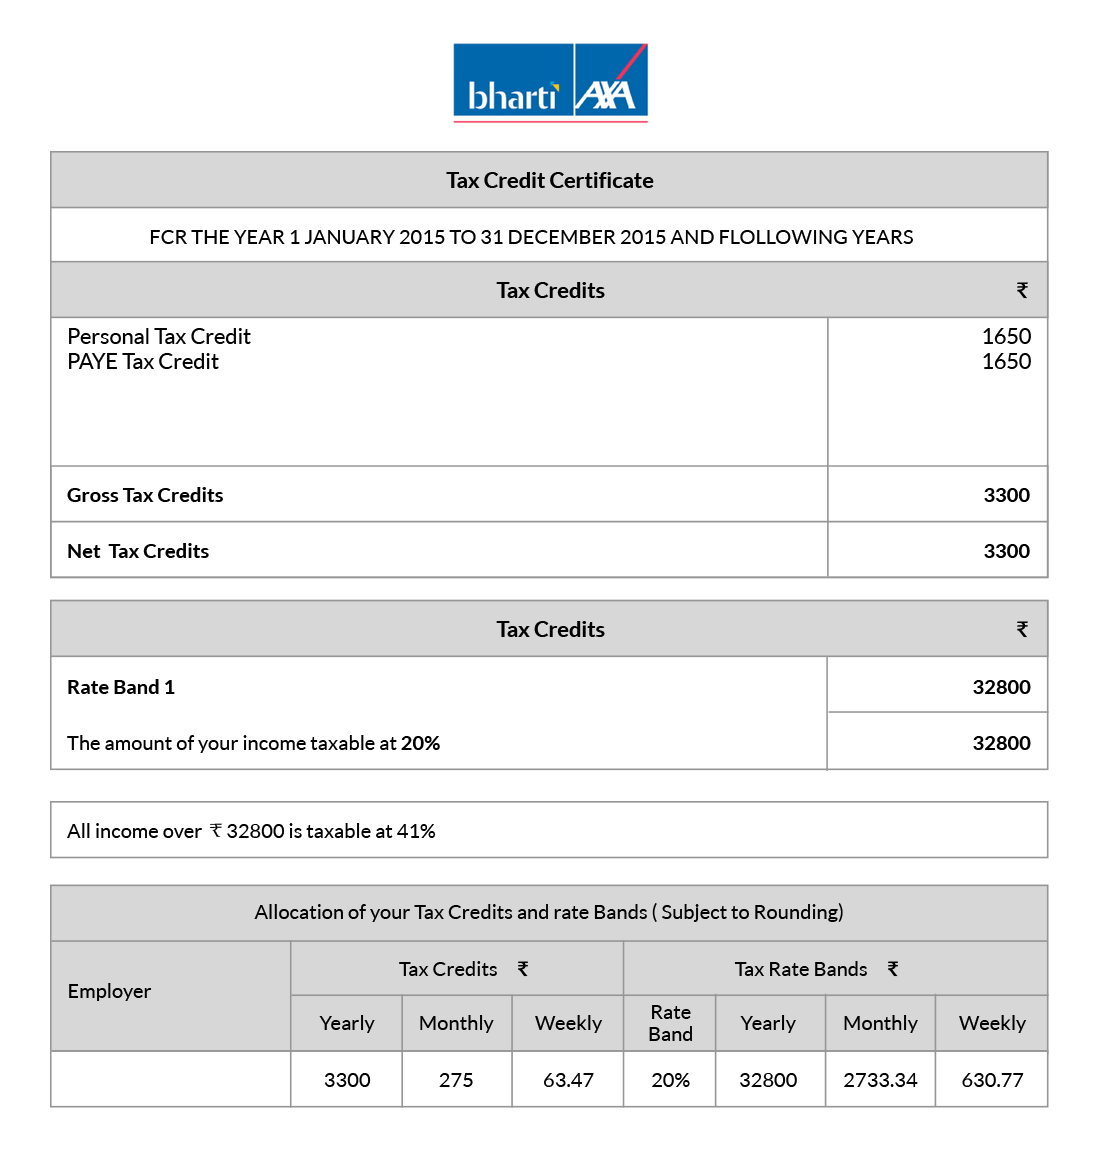 bharti AXA
Tax Credit Certificate
FCR THE YEAR 1 JANUARY 2015 TO 31 DECEMBER 2015 AND FLOLLOWING YEARS
Tax Credits ₹
Personal Tax Credit 1650
PAYE Tax Credit 1650
Gross Tax Credits 3300
Net Tax Credits 3300
Tax Credits ₹
Rate Band 1 32800
The amount of your income taxable at 20% 32800
All income over ₹ 32800 is taxable at 41%
Allocation of your Tax Credits and rate Bands ( Subject to Rounding)
Employer
Tax Credits ₹ Tax Rate Bands ₹
Yearly Monthly Weekly Rate Band Yearly Monthly Weekly
3300 275 63.47 20% 32800 2733.34 630.77